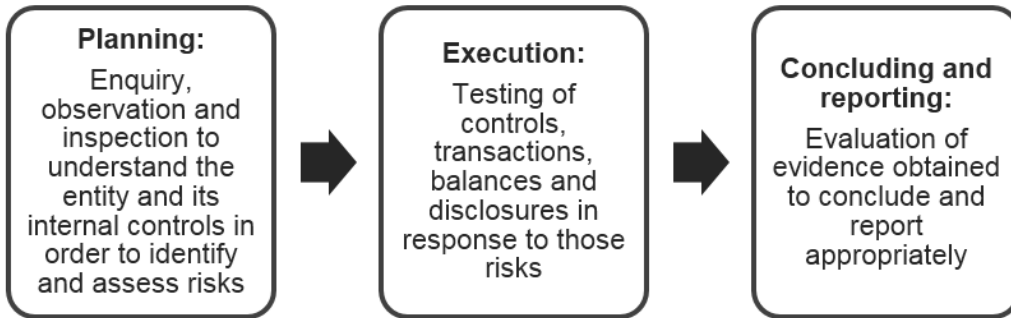 Planning:
Enquiry,
observation and
inspection to
understand the
entity and its
internal controls in
order to identify
and assess risks
Execution:
Testing of
controls,
transactions,
balances and
disclosures in
response to those
risks
Concluding and
reporting:
Evaluation of
evidence obtained
to conclude and
report
appropriately